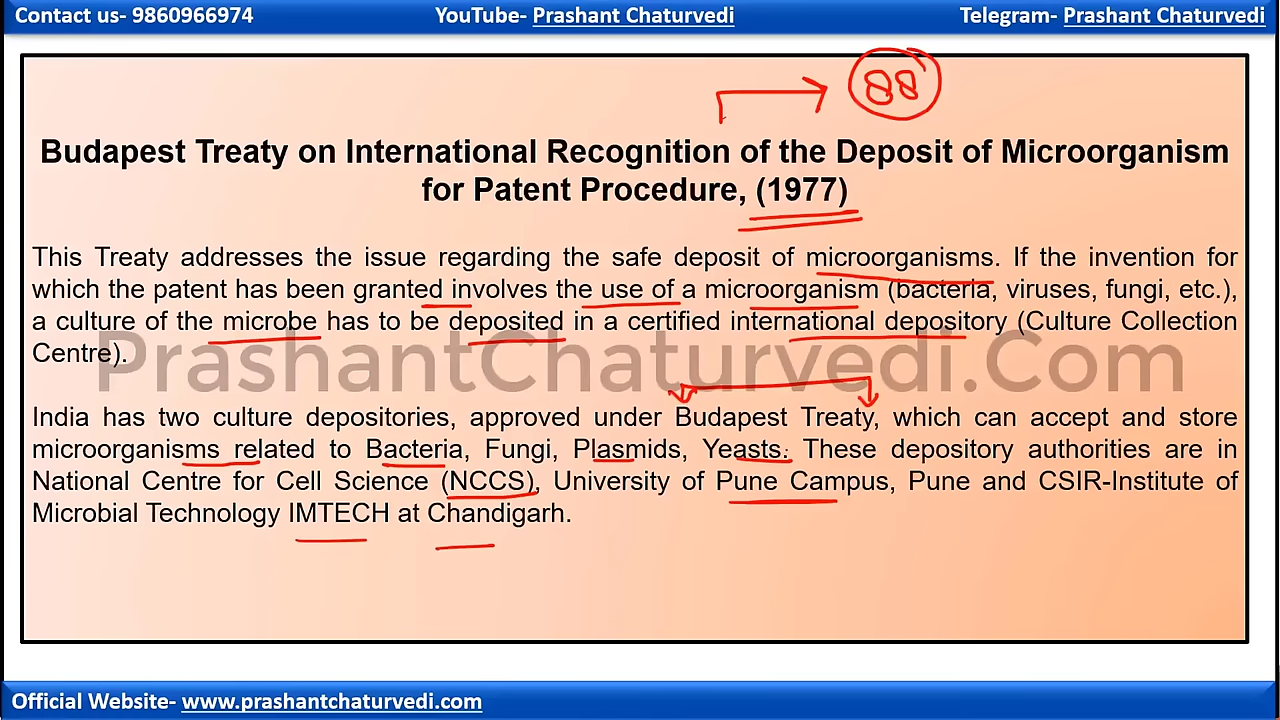 Contact us- 9860966974 YouTube- Prashant Chaturvedi Telegram- Prashant Chaturvedi
88
Budapest Treaty on International Recognition of the Deposit of Microorganism
for Patent Procedure, (1977)
This Treaty addresses the issue regarding the safe deposit of microorganisms. If the invention for
which the patent has been granted involves the use of a microorganism (bacteria, viruses, fungi, etc.),
a culture of the microbe has to be deposited in a certified international depository (Culture Collection
Centre).
PrashantChaturvedi.Com
India has two culture depositories, approved under Budapest Treaty, which can accept and store
microorganisms related to Bacteria, Fungi, Plasmids, Yeasts. These depository authorities are in
National Centre for Cell Science (NCCS), University of Pune Campus, Pune and CSIR-Institute of
Microbial Technology IMTECH at Chandigarh.
Official Website- www.prashantchaturvedi.com